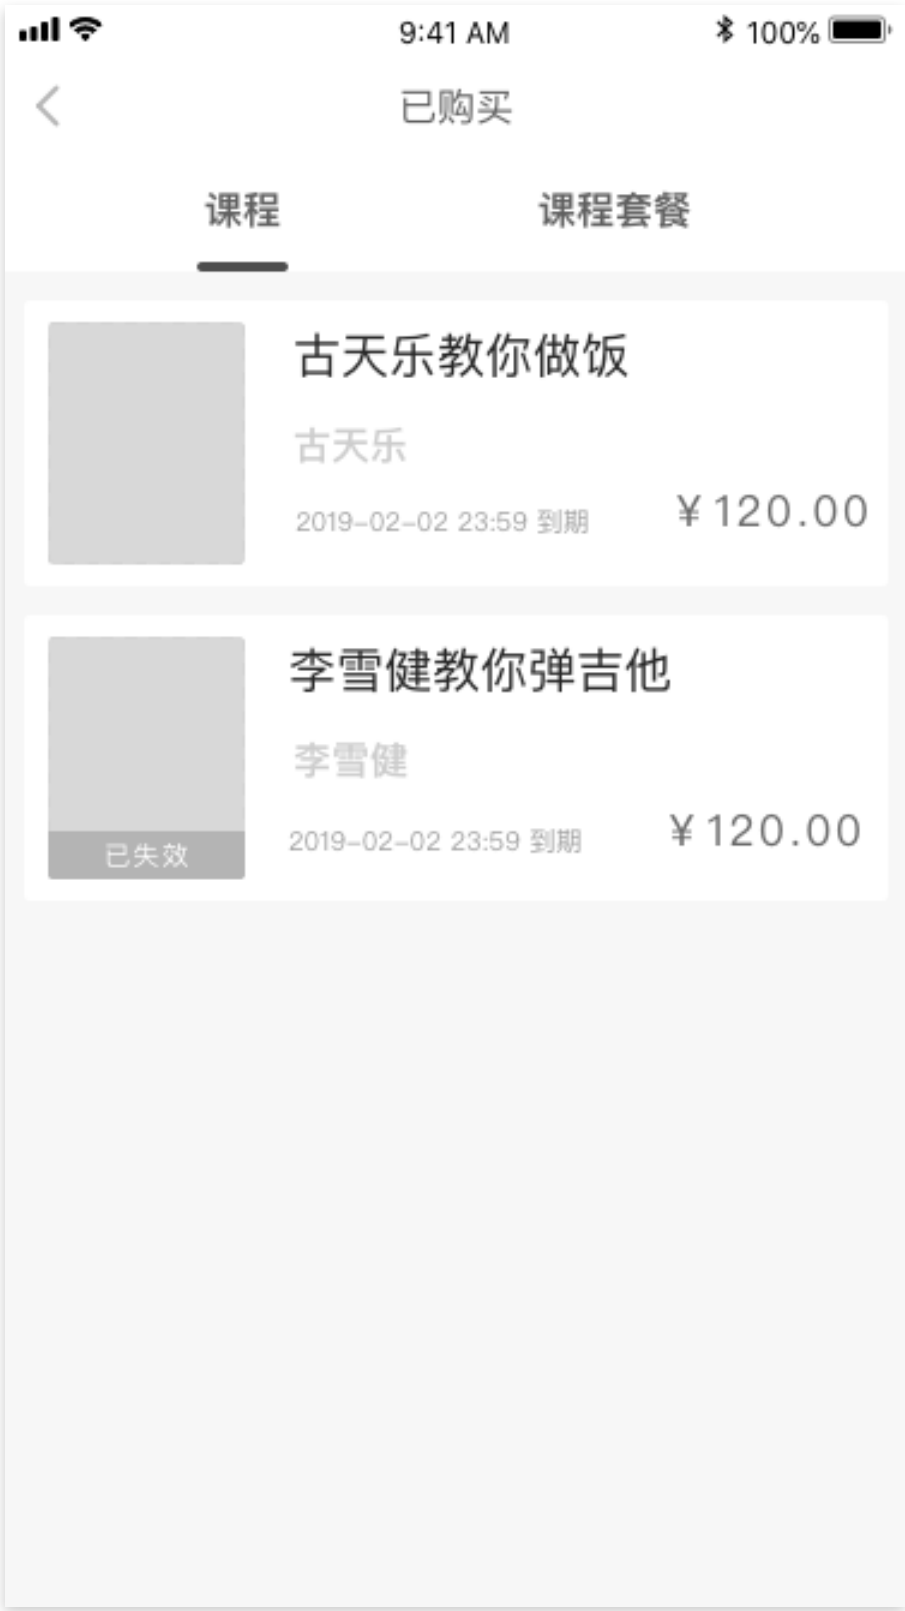 9:41 AM 100%
已购买
课程 课程套餐
古天乐教你做饭
古天乐
2019-02-02 23:59 到期 ¥120.00
李雪健教你弹吉他
李雪健
2019-02-02 23:59 到期 ¥120.00
已失效